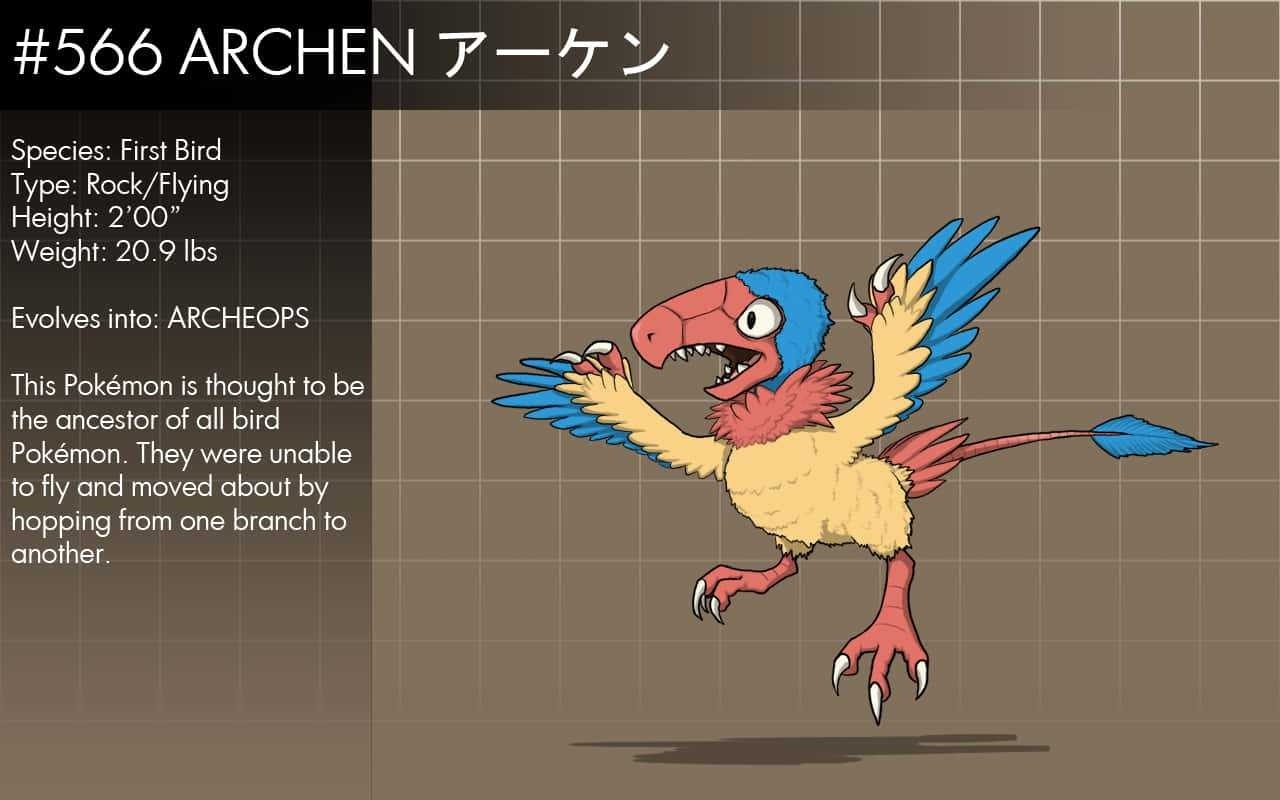 #566 ARCHEN アーケン
Species: First Bird
Type: Rock/Flying
Height: 2’00”
Weight: 20.9 lbs
Evolves into: ARCHEOPS
This Pokémon is thought to be
the ancestor of all bird
Pokémon. They were unable
to fly and moved about by
hopping from one branch to
another.